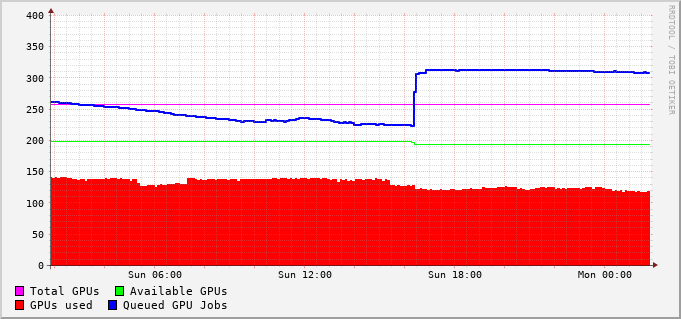 400
350
300
250
200
150
100
50
0
Sun 06:00 Sun 12:00 Sun 18:00 Mon 00:00
Total GPUs Available GPUs
GPUs used Queued GPU Jobs
RRDTOOL / TOBI OETIKER